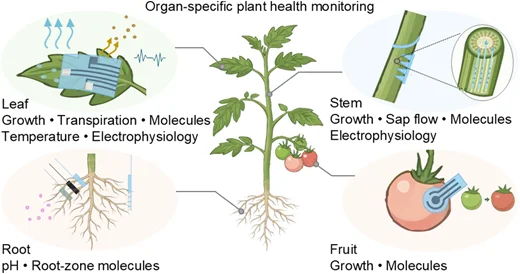 Organ-specific plant health monitoring
Leaf
Growth • Transpiration • Molecules
Temperature • Electrophysiology
Stem
Growth • Sap flow • Molecules
Electrophysiology
Root
pH • Root-zone molecules
Fruit
Growth • Molecules